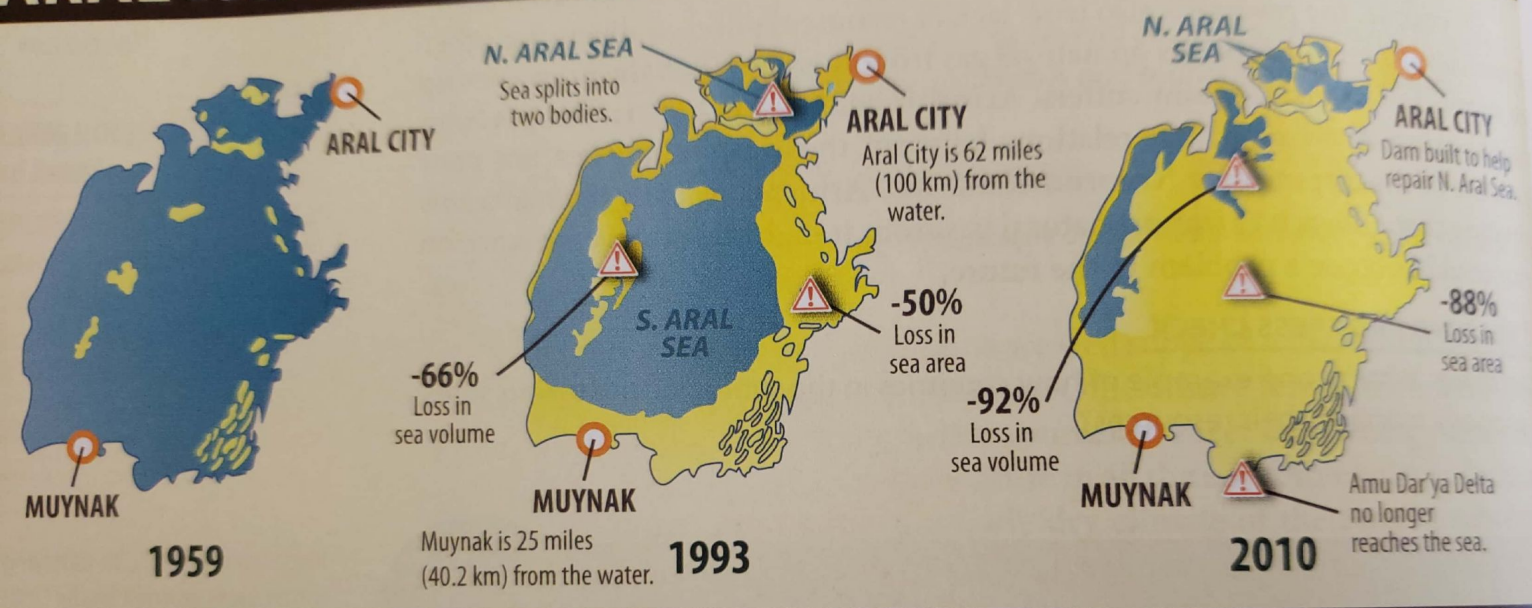 ARAL CITY
MUYNAK
1959
N. ARAL SEA
Sea splits into
two bodies.
ARAL CITY
Aral City is 62 miles
(100 km) from the
water.
-50%
Loss in
sea area
S. ARAL
SEA
-66%
Loss in
sea volume
MUYNAK
Muynak is 25 miles
(40.2 km) from the water.
1993
N. ARAL
SEA
ARAL CITY
Dam built to help
repair N. Aral Sea.
-88%
Loss in
sea area
-92%
Loss in
sea volume
MUYNAK
Amu Dar'ya Delta
no longer
reaches the sea.
2010